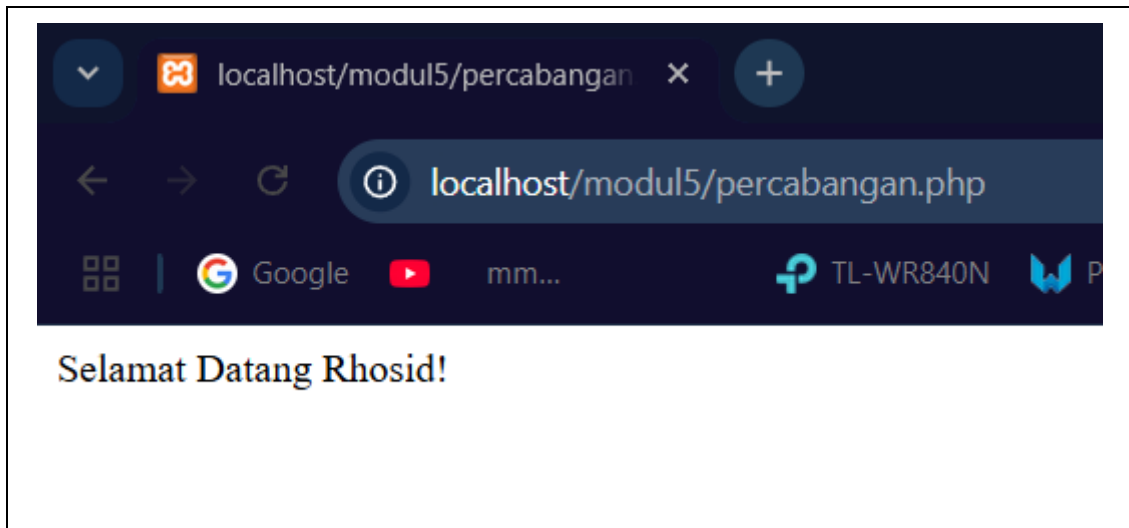 localhost/modul5/percabangan
localhost/modul5/percabangan.php
Google mm... TL-WR840N P
Selamat Datang Rhosid!